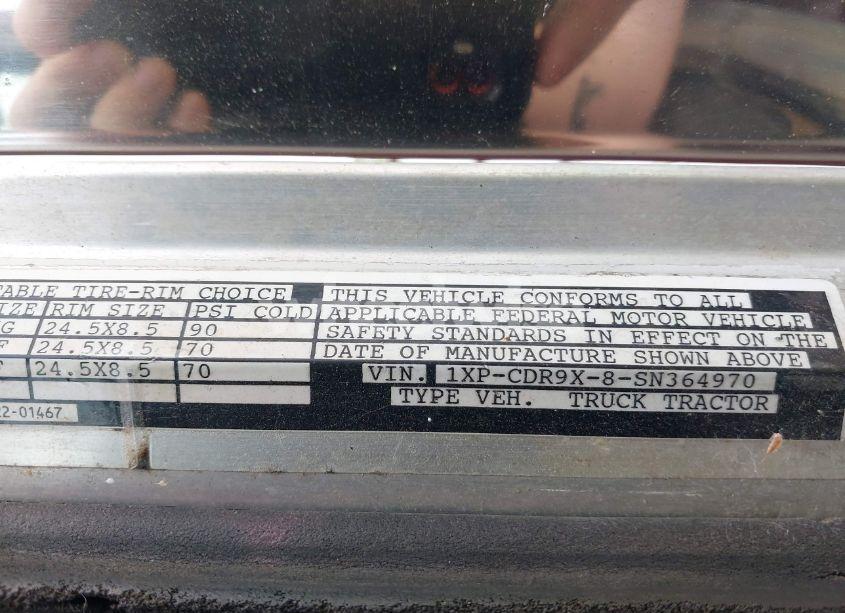 TABLE TIRE-RIM CHOICE
IZE RIM SIZE PSI COLD
G 24.5X8.5 90
F 24.5X8.5 70
F 24.5X8.5 70
22-01467
THIS VEHICLE CONFORMS TO ALL
APPLICABLE FEDERAL MOTOR VEHICLE
SAFETY STANDARDS IN EFFECT ON THE
DATE OF MANUFACTURE SHOWN ABOVE
VIN. 1XP-CDR9X-8-SN364970
TYPE VEH. TRUCK TRACTOR